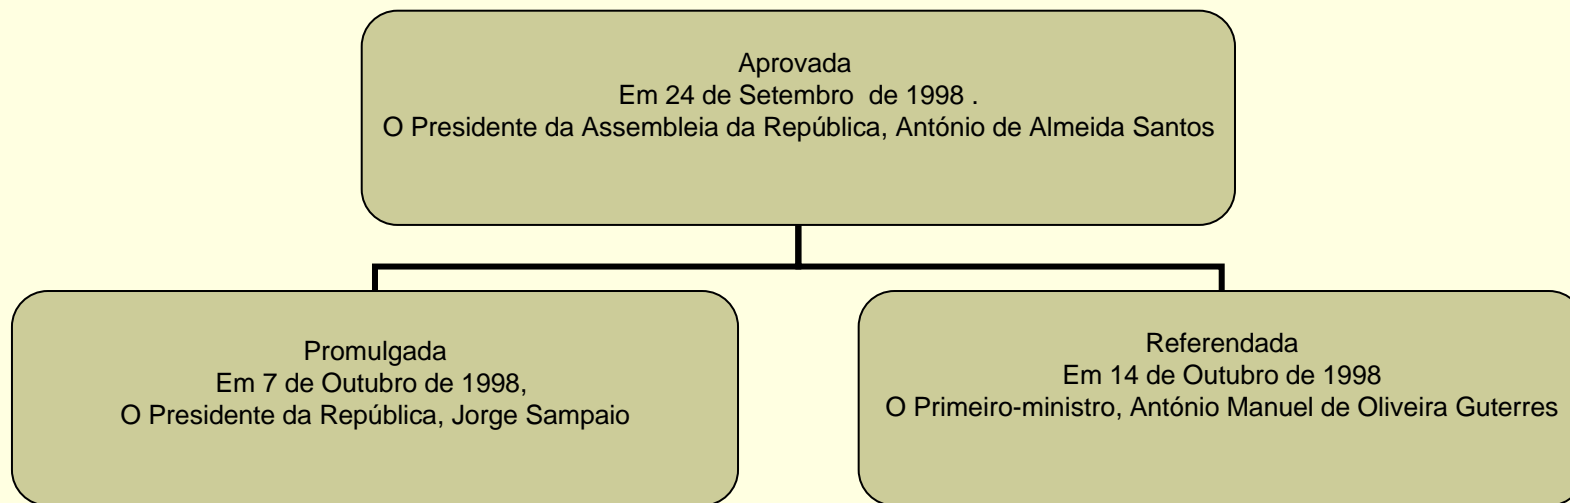 Aprovada
Em 24 de Setembro  de 1998 .
O Presidente da Assembleia da República, António de Almeida Santos
Promulgada
Em 7 de Outubro de 1998,
O Presidente da República, Jorge Sampaio
Referendada
Em 14 de Outubro de 1998
O Primeiro-ministro, António Manuel de Oliveira Guterres